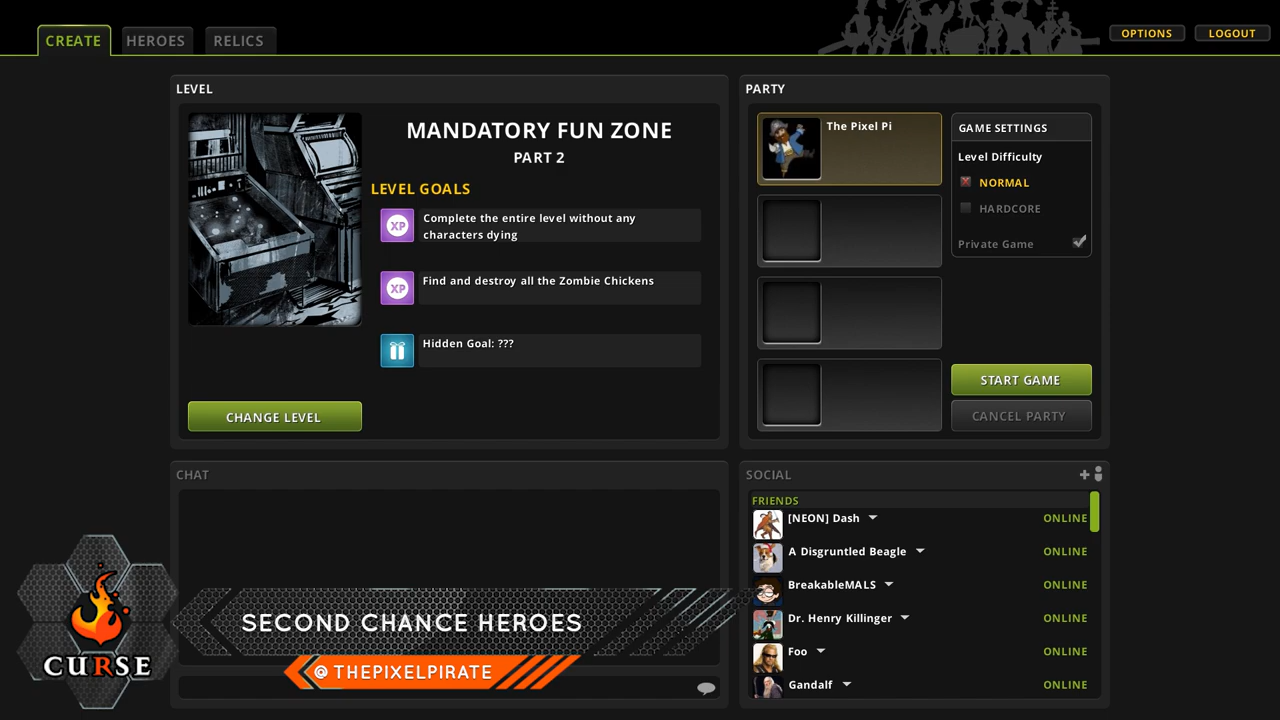 CREATE
HEROES
RELICS
OPTIONS
LOGOUT
LEVEL
MANDATORY FUN ZONE
PART 2
LEVEL GOALS
XP
Complete the entire level without any
characters dying
XP
Find and destroy all the Zombie Chickens
Hidden Goal: ???
CHANGE LEVEL
PARTY
The Pixel Pi
GAME SETTINGS
Level Difficulty
NORMAL
HARDCORE
Private Game
START GAME
CANCEL PARTY
CHAT
SOCIAL
FRIENDS
[NEON] Dash ONLINE
A Disgruntled Beagle ONLINE
BreakableMALS ONLINE
Dr. Henry Killinger ONLINE
Foo ONLINE
Gandalf ONLINE
CURSE
SECOND CHANCE HEROES
@THEPIXELPIRATE